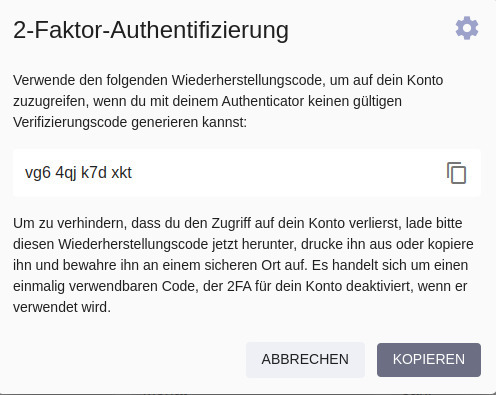 2-Faktor-Authentifizierung
Verwende den folgenden Wiederherstellungscode, um auf dein Konto
zuzugreifen, wenn du mit deinem Authenticator keinen gültigen
Verifizierungscode generieren kannst:
vg6 4qj k7d xkt
Um zu verhindern, dass du den Zugriff auf dein Konto verlierst, lade bitte
diesen Wiederherstellungscode jetzt herunter, drucke ihn aus oder kopiere
ihn und bewahre ihn an einem sicheren Ort auf. Es handelt sich um einen
einmalig verwendbaren Code, der 2FA für dein Konto deaktiviert, wenn er
verwendet wird.
ABBRECHEN KOPIEREN